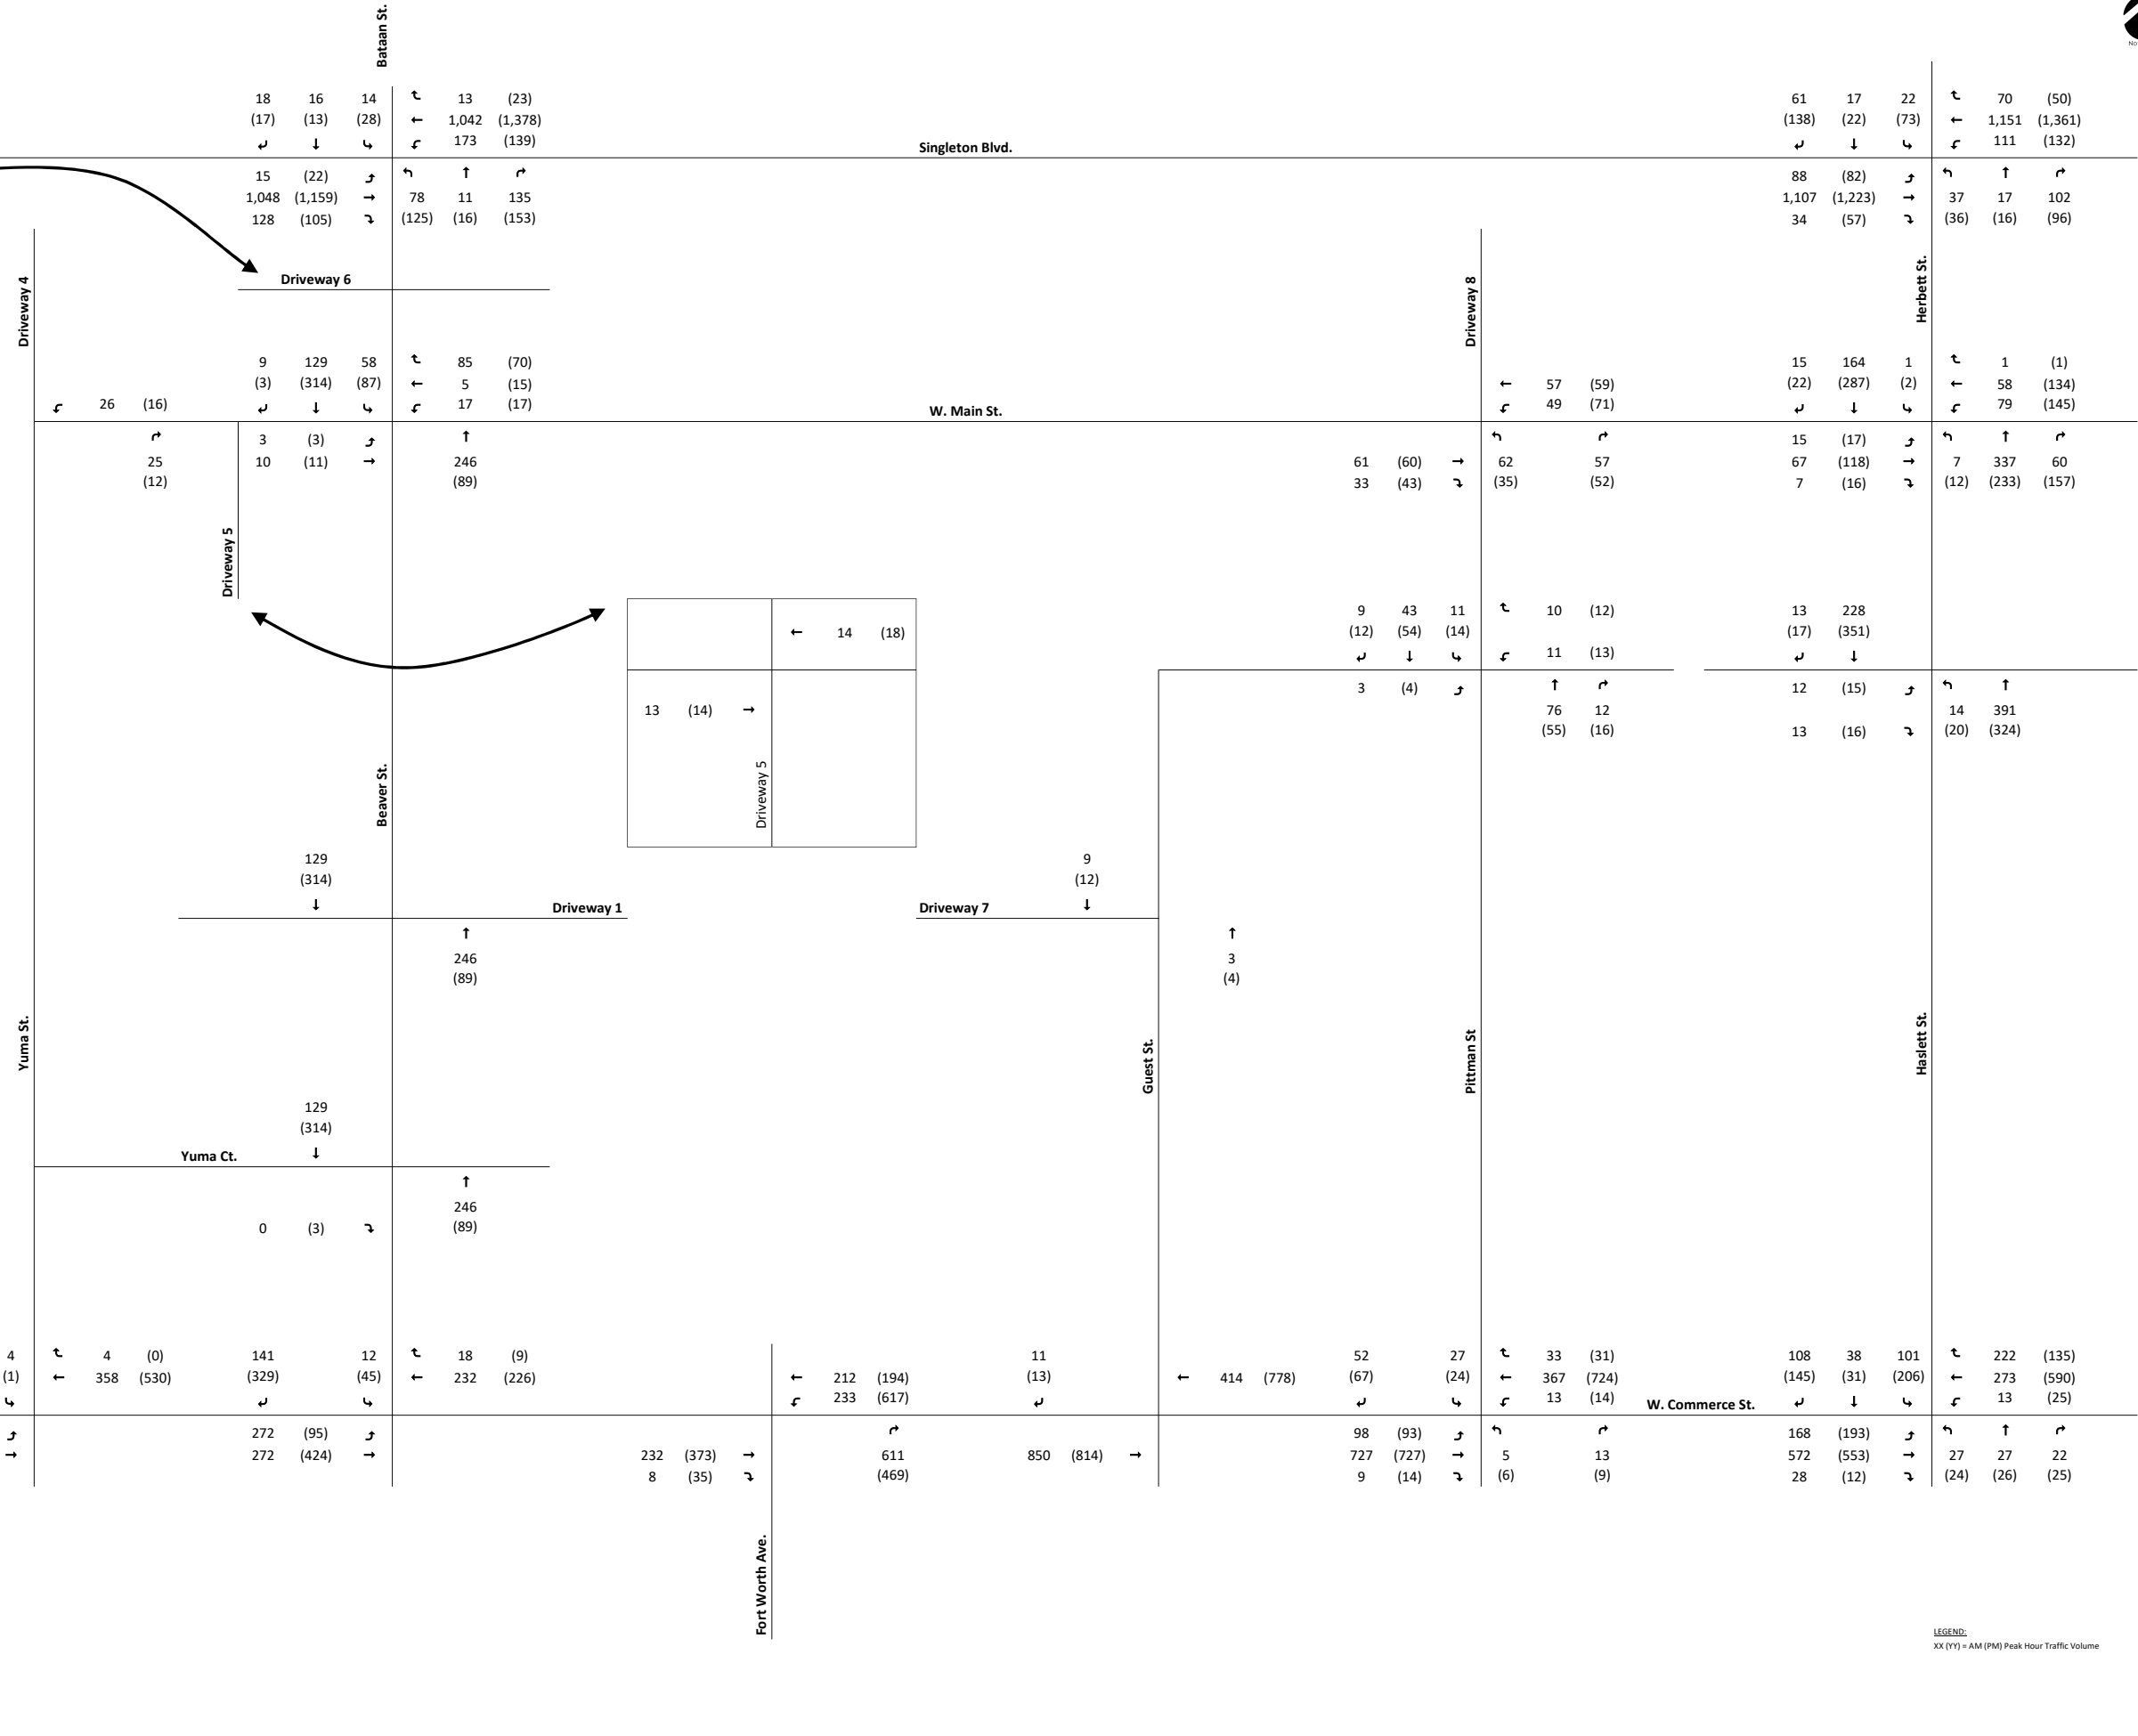 Bataan St.
No
18 16 14 ⮤ 13 (23)
61 17 22 70 (50)
(17) (13) (28) ← 1,042 (1,378)
(138) (22) (73) ← 1,151 (1,361)
173 (139)
Singleton Blvd.
↓ 111 (132)
15 (22) ↑
88 (82) ↑
1,048 (1,159) → 78 11 135
1,107 (1,223) → 37 17 102
128 (105) (125) (16) (153)
34 (57) (36) (16) (96)
Driveway 4
Driveway 6
Driveway 8
Herbett St.
9 129 58 85 (70)
15 164 1 1 (1)
(3) (314) (87) ← 5 (15)
← 57 (59)
(22) (287) (2) ← 58 (134)
26 (16)
↓ 17 (17)
W. Main St.
49 (71)
↓ 79 (145)
3 (3) ↑
15 (17) ↑
25 10 (11) → 246
61 (60) → 62 57
67 (118) → 7 337 60
(12) (89)
33 (43) (35) (52)
7 (16) (12) (233) (157)
Driveway 5
9 43 11 10 (12)
13 228
← 14 (18)
(12) (54) (14)
(17) (351)
↓ 11 (13)
↓
3 (4) ↑
12 (15) ↑
13 (14) →
76 12
14 391
(55) (16)
13 (16) (20) (324)
Beaver St.
Driveway 5
129
9
(314)
(12)
↓
Driveway 1
Driveway 7
↓
↑
↑
246
3
(89)
(4)
Yuma St.
Guest St.
Pittman St
Haslett St.
129
(314)
Yuma Ct.
↓
↑
246
0 (3) (89)
4 4 (0)
141 12 18 (9)
11
52 27 33 (31)
108 38 101 222 (135)
(1) ← 358 (530)
(329) (45) ← 232 (226)
← 212 (194)
(13)
← 414 (778)
(67) (24) ← 367 (724)
(145) (31) (206) ← 273 (590)
233 (617)
13 (14)
W. Commerce St.
↓ 13 (25)
272 (95)
98 (93)
168 (193) ↑
→
272 (424) →
232 (373) →
611
850 (814) →
727 (727) → 5 13
572 (553) → 27 27 22
8 (35)
(469)
9 (14) (6) (9)
28 (12) (24) (26) (25)
Fort Worth Ave.
LEGEND:
XX (YY) = AM (PM) Peak Hour Traffic Volume